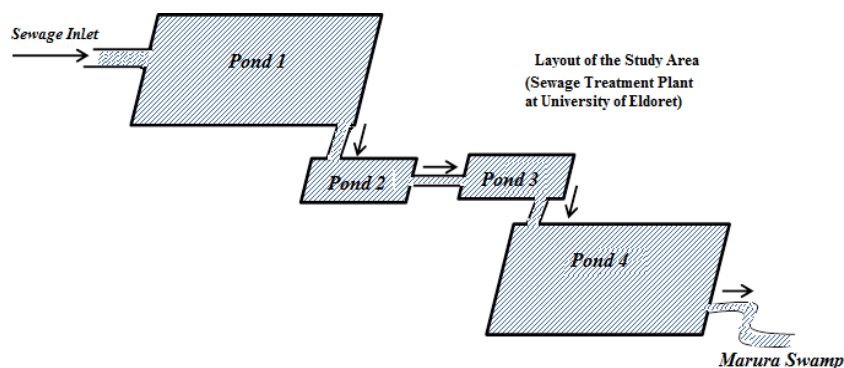 Sewage Inlet
Pond 1
Layout of the Study Area
(Sewage Treatment Plant
at University of Eldoret)
Pond 2
Pond 3
Pond 4
Marura Swamp